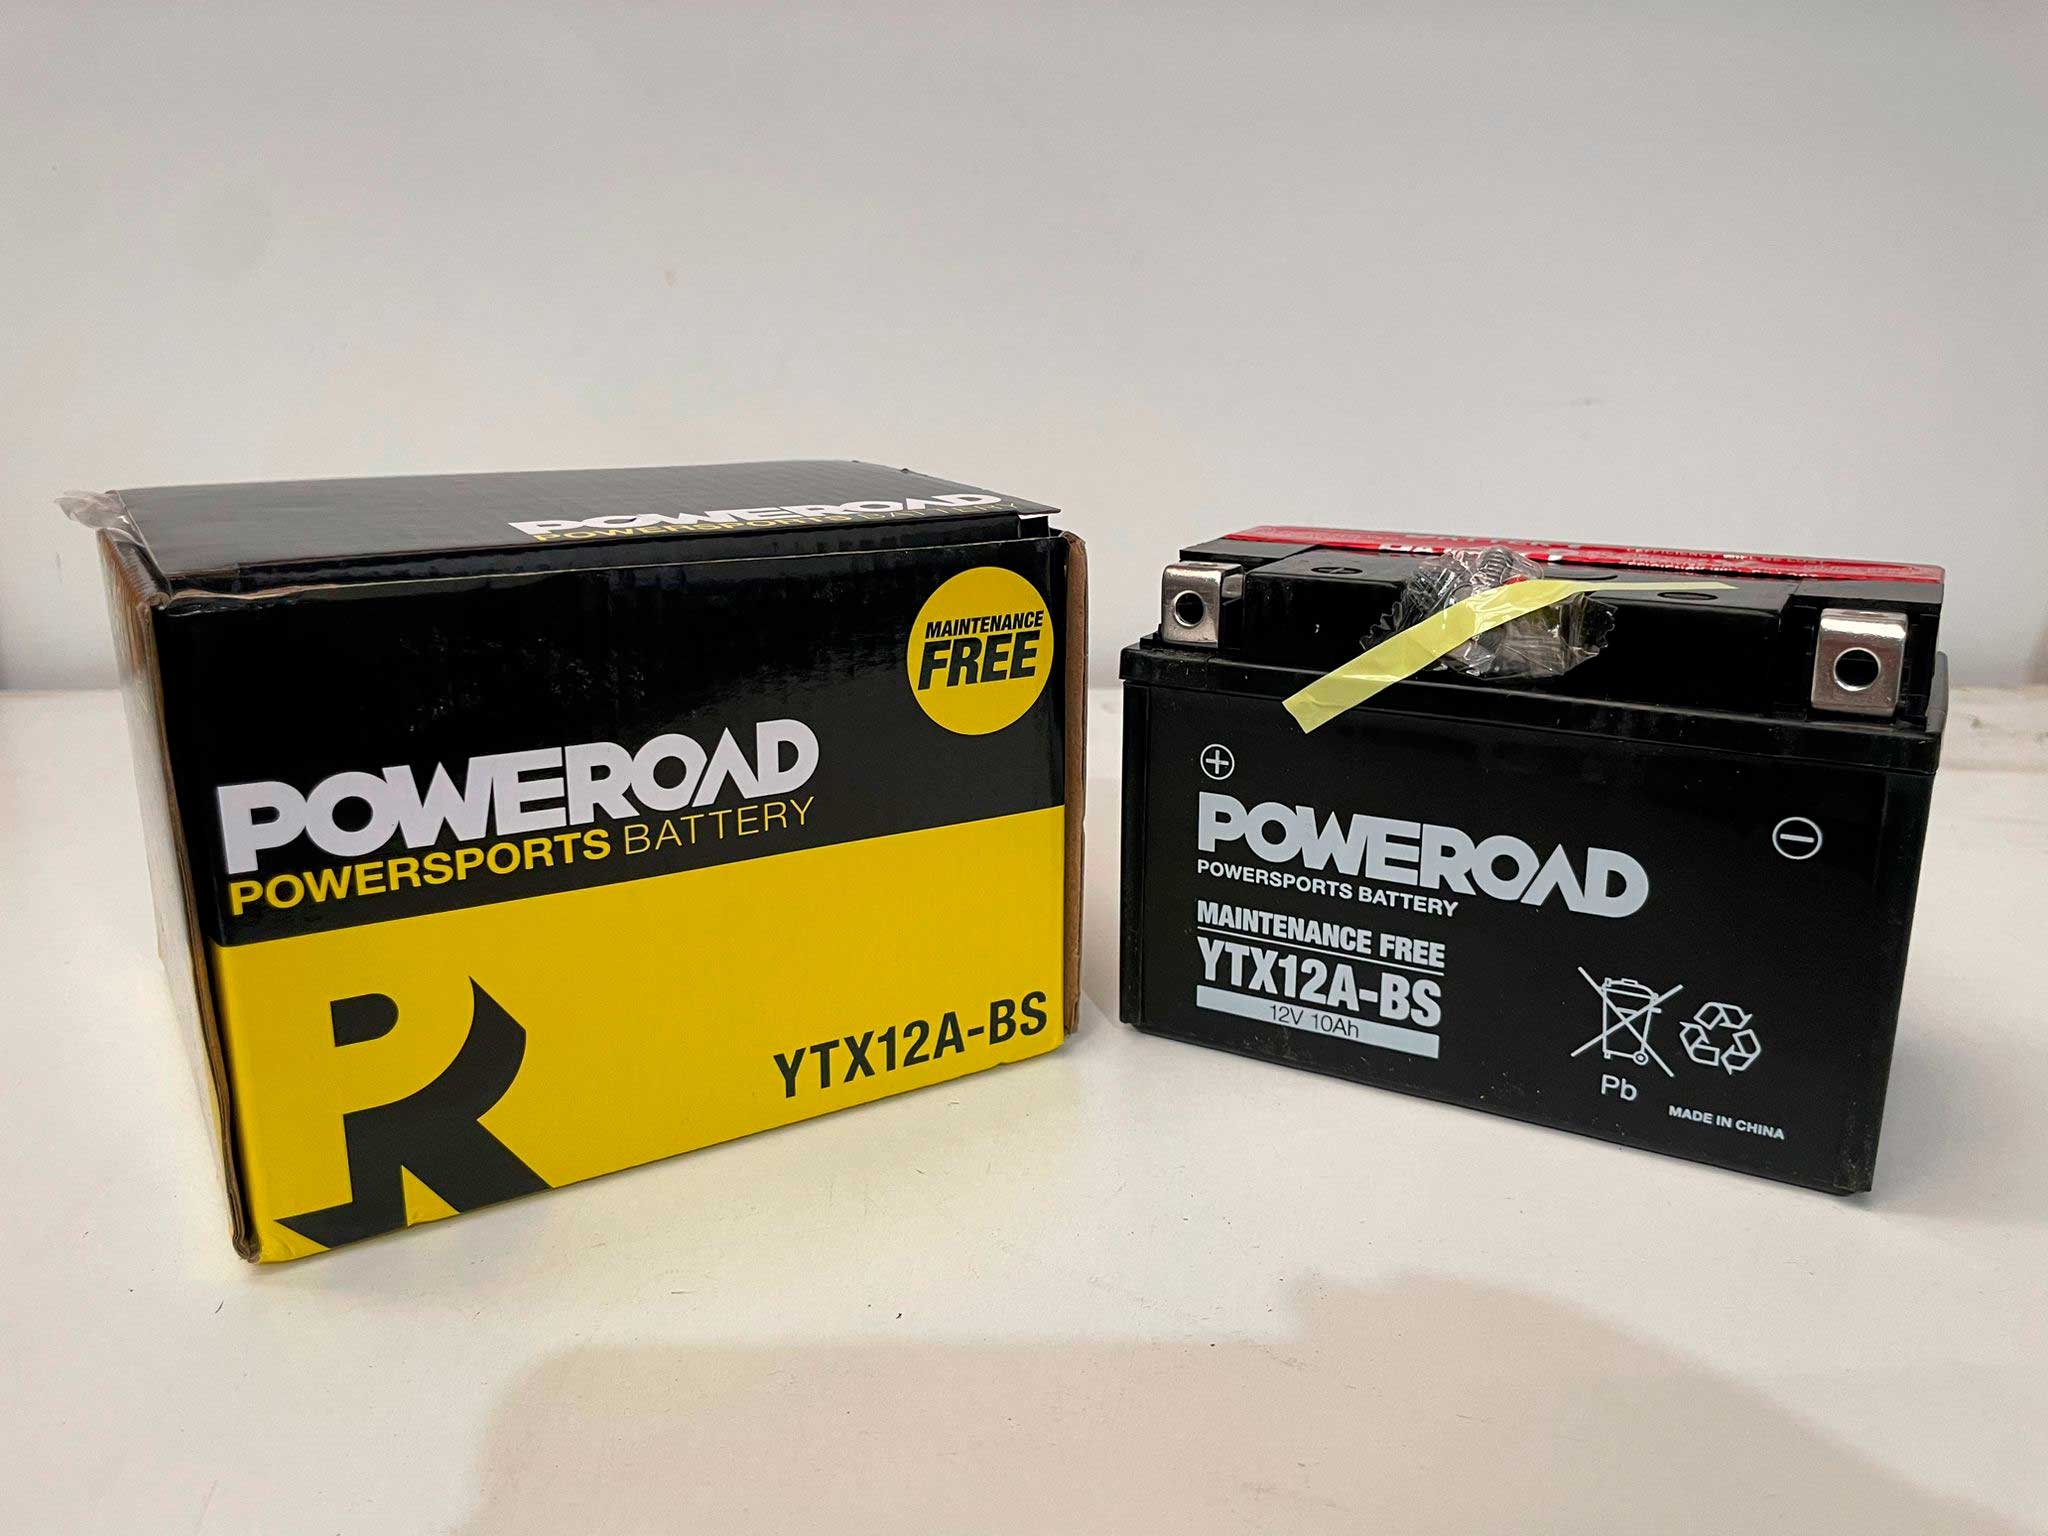 POWEROAD
POWERSPORTS BATTERY
MAINTENANCE
FREE
POWEROAD
POWERSPORTS BATTERY
YTX12A-BS
POWEROAD
POWERSPORTS BATTERY
MAINTENANCE FREE
YTX12A-BS
12V 10Ah
Pb
MADE IN CHINA